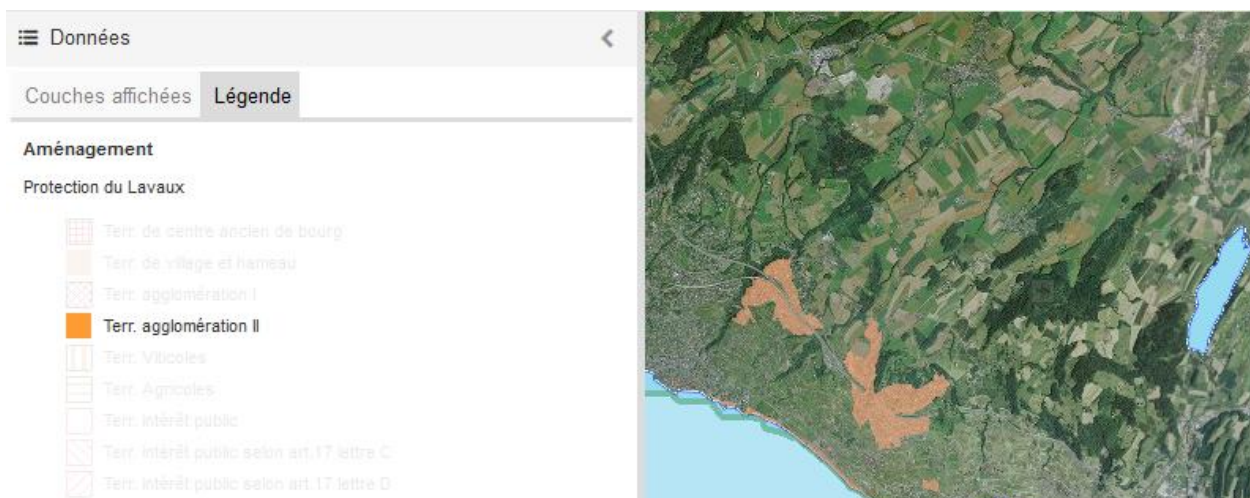 Données
Couches affichées Légende
Aménagement
Protection du Lavaux
Terr. de centre ancien de bourg
Terr. de village et hameau
Terr. agglomération I
Terr. agglomération II
Terr. Viticoles
Terr. Agricoles
Terr. intérêt public
Terr. intérêt public selon art.17 lettre C
Terr. intérêt public selon art.17 lettre D